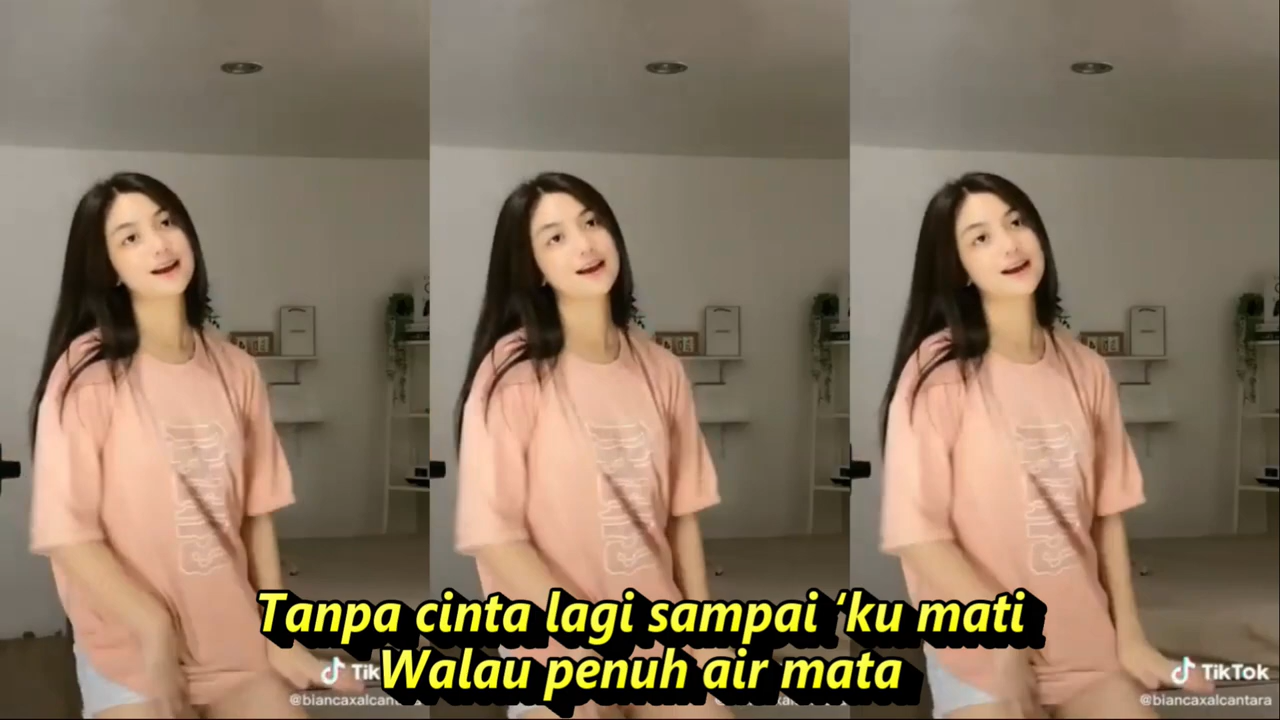 Tanpa cinta lagi sampai ‘ku mati
Walau penuh air mata
TikTok
@biancaxalcantara